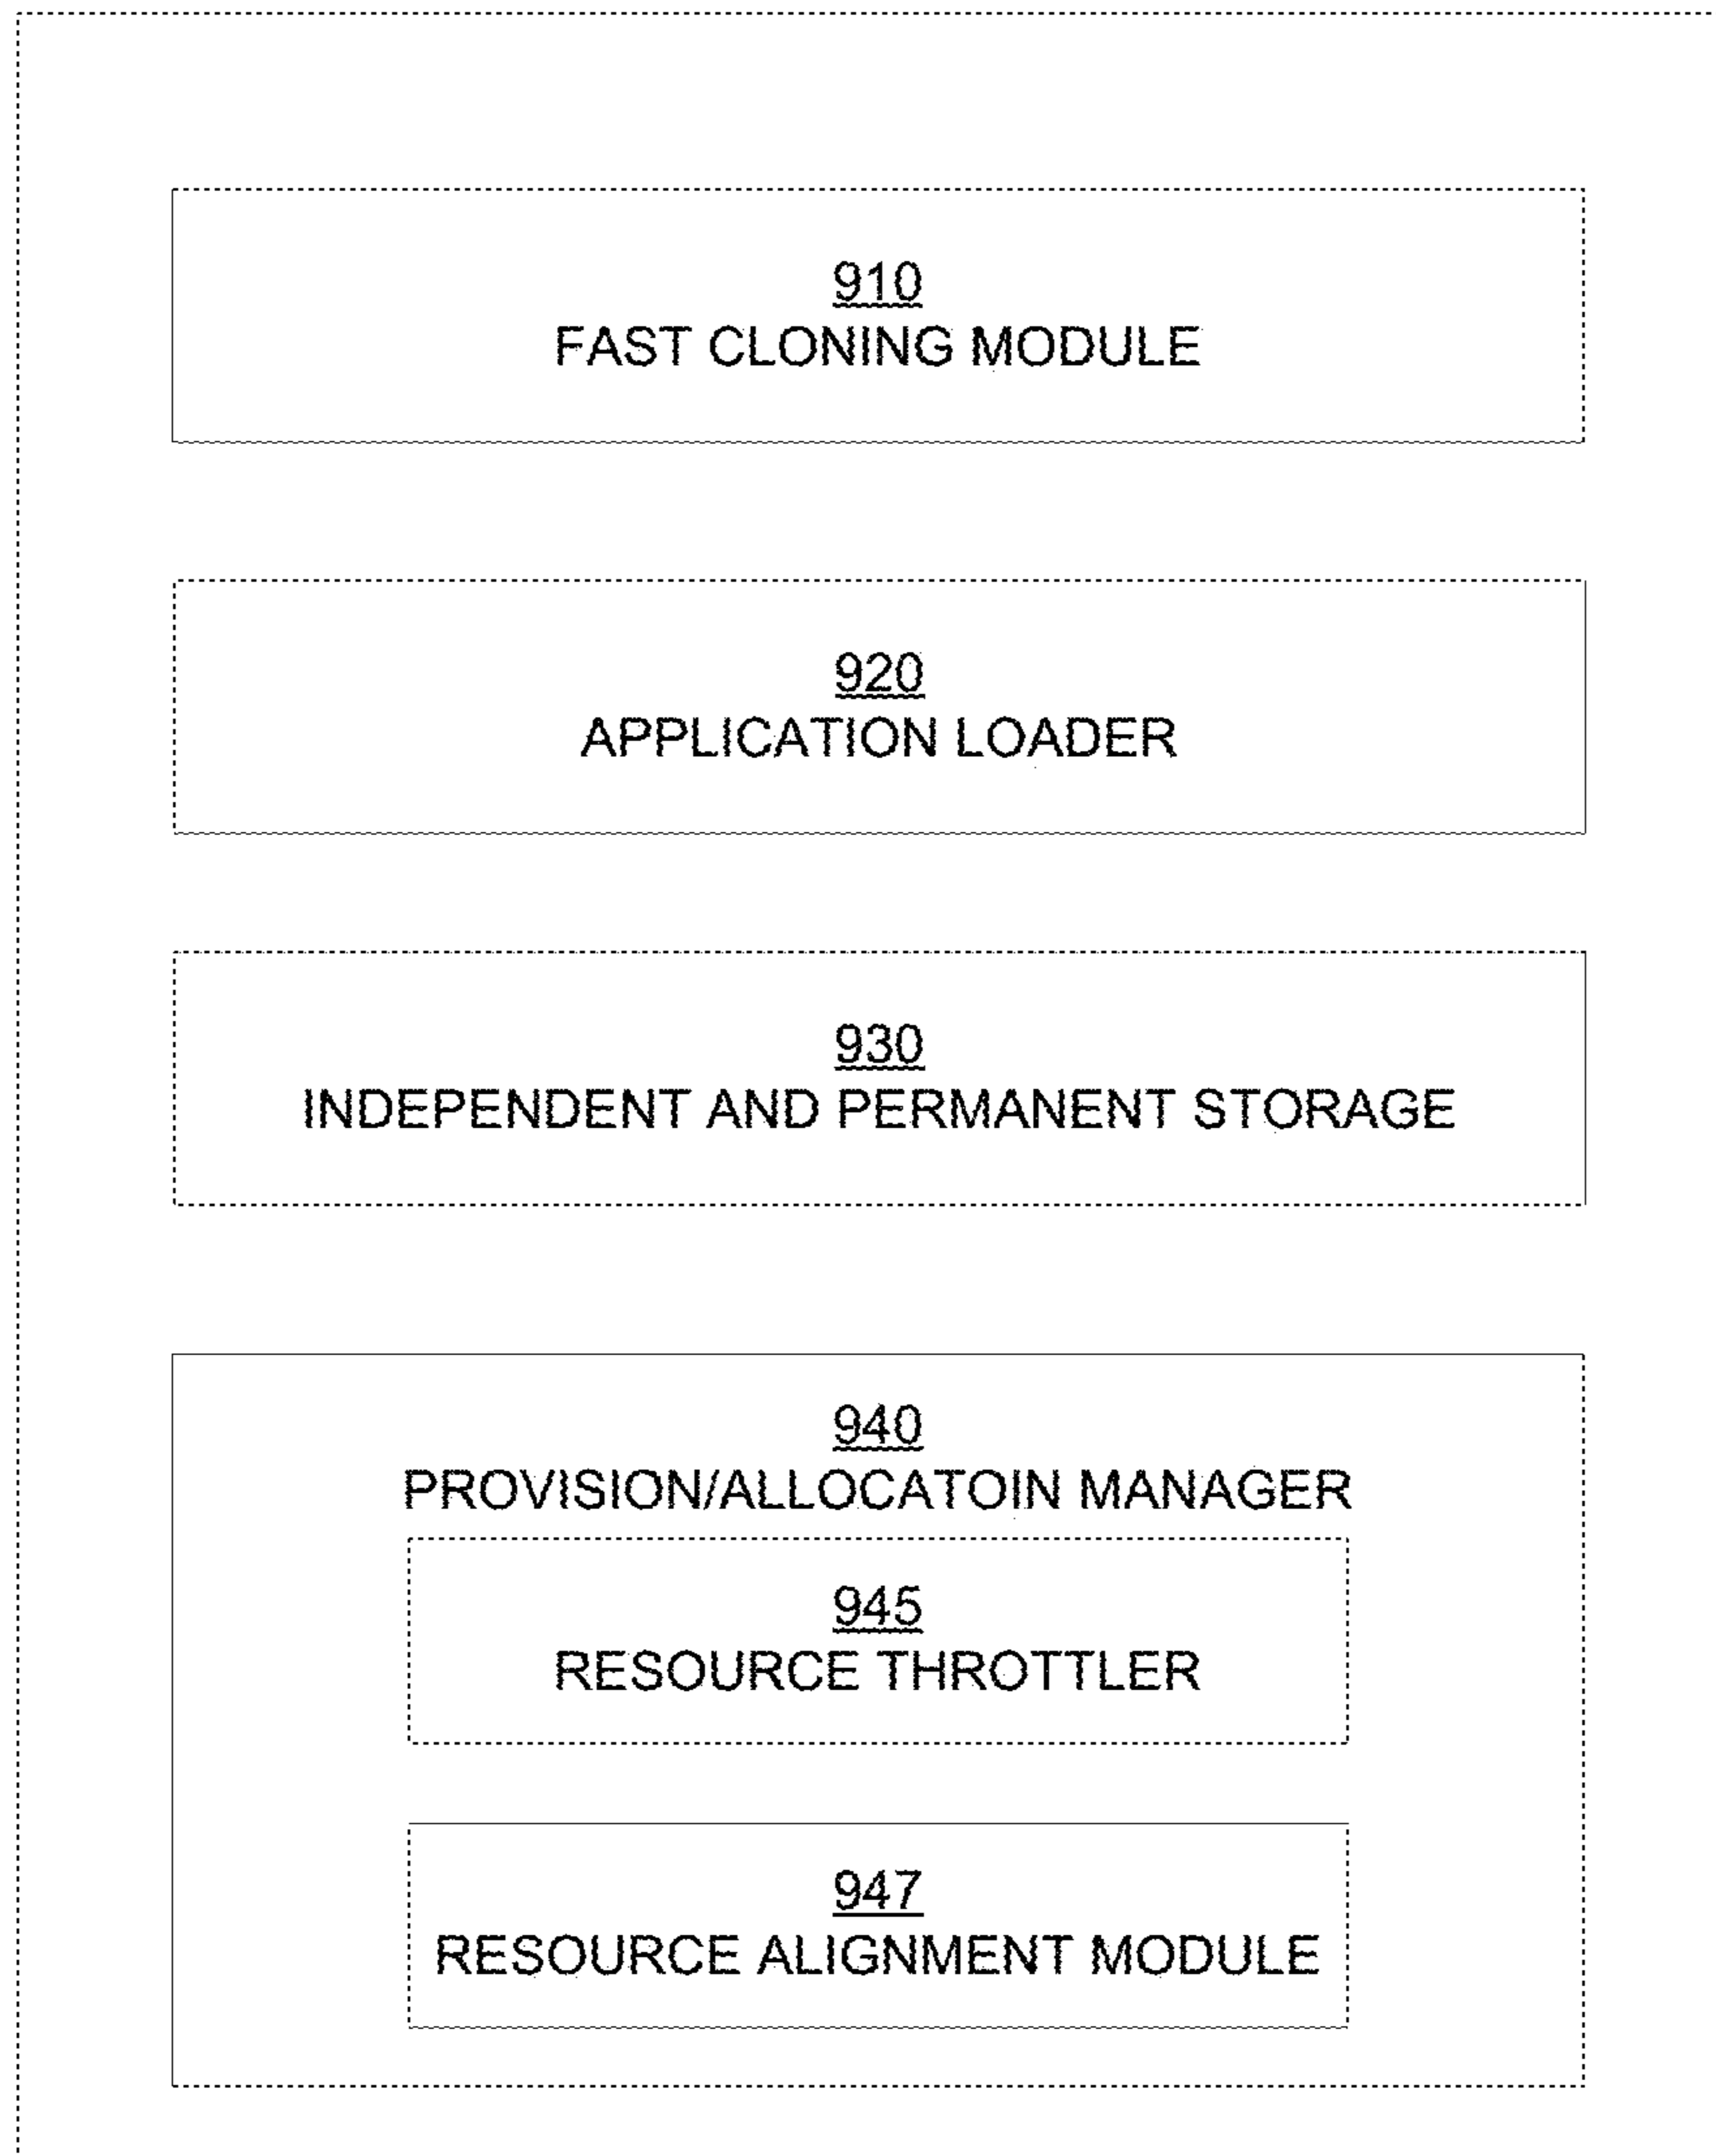 910
FAST CLONING MODULE
920
APPLICATION LOADER
930
INDEPENDENT AND PERMANENT STORAGE
940
PROVISION/ALLOCATOIN MANAGER
945
RESOURCE THROTTLER
947
RESOURCE ALIGNMENT MODULE